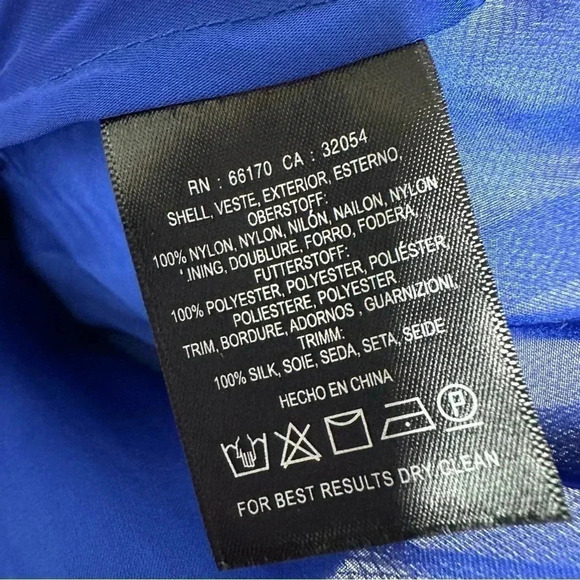 RN : 66170 CA : 32054
SHELL, VESTE, EXTERIOR, ESTERNO,
OBERSTOFF:
100% NYLON, NYLON, NILÓN, NAILON, NYLON
LINING, DOUBLURE, FORRO, FODERA,
FUTTERSTOFF:
100% POLYESTER, POLYESTER, POLIÉSTER,
POLIESTERE, POLYESTER
TRIM, BORDURE, ADORNOS , GUARNIZIONI,
TRIMM:
100% SILK, SOIE, SEDA, SETA, SEIDE
HECHO EN CHINA
P
FOR BEST RESULTS DRY CLEAN